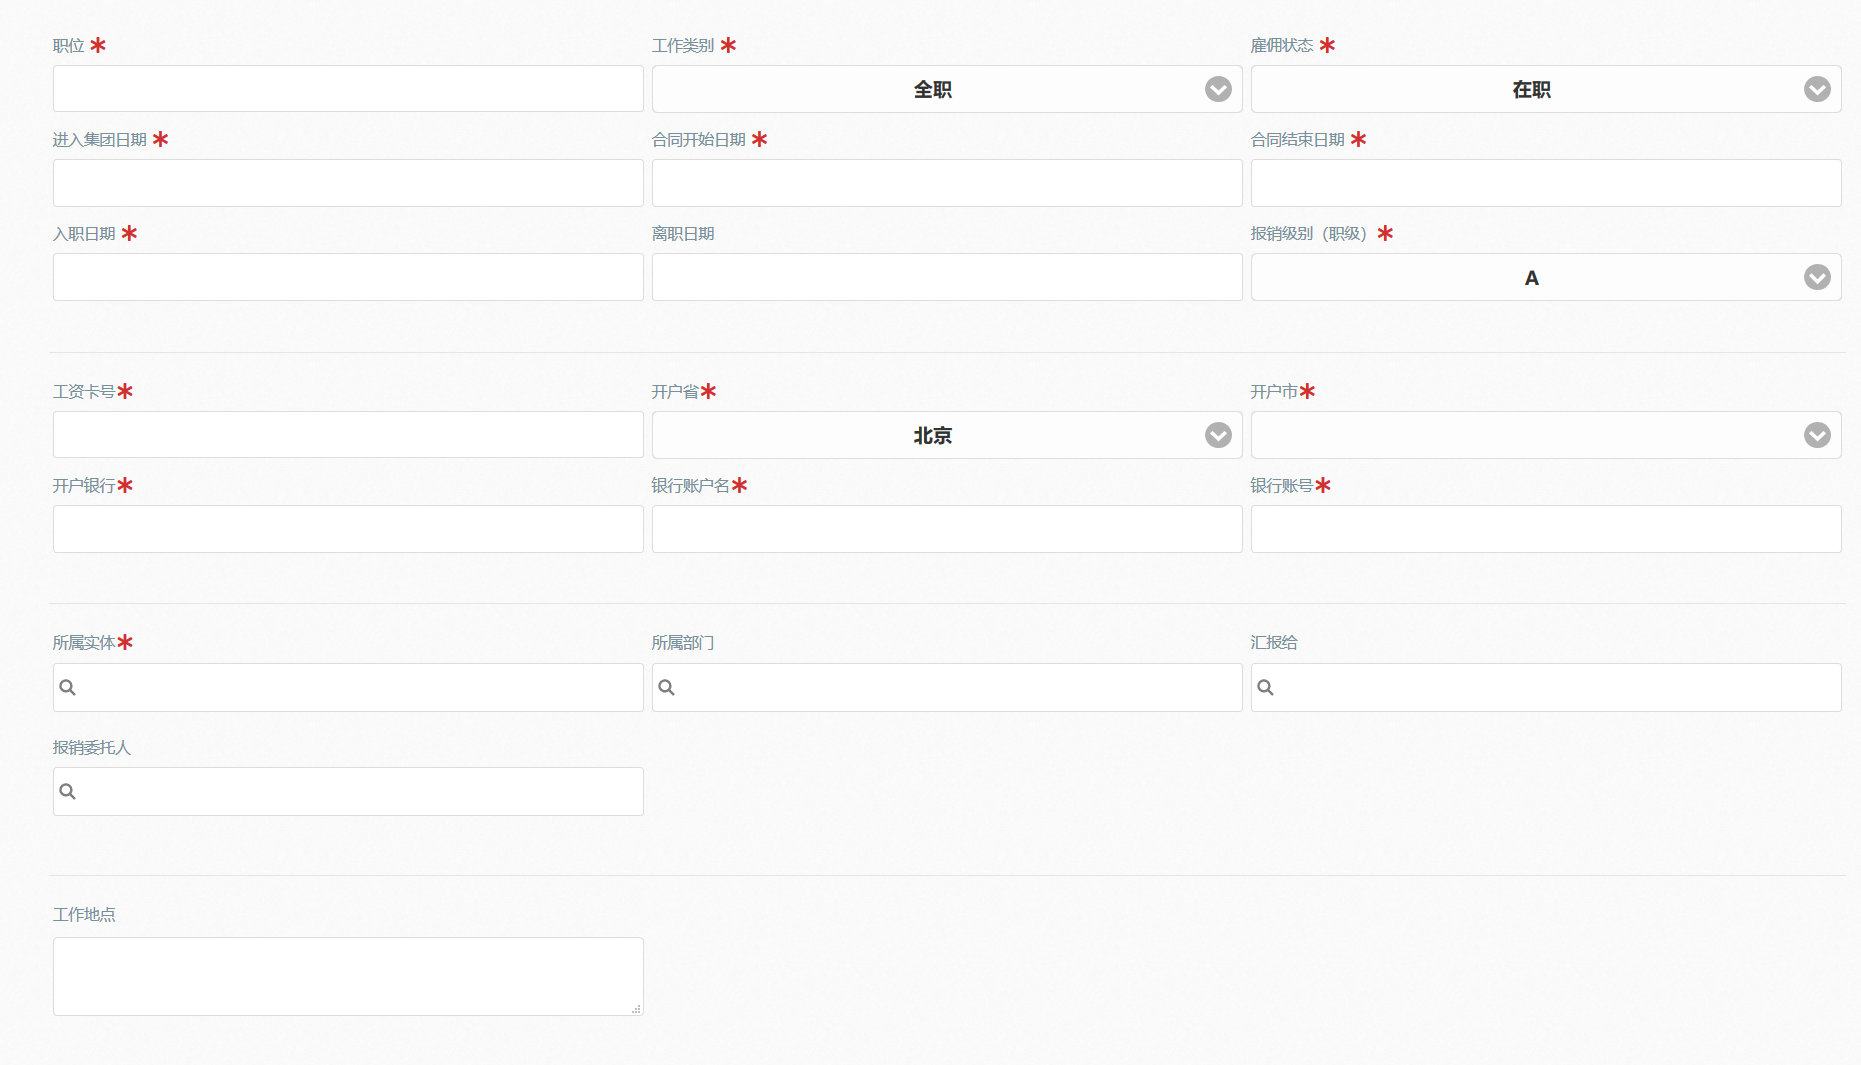 职位 * 工作类别 * 雇佣状态 *
全职 在职
进入集团日期 * 合同开始日期 * 合同结束日期 *
入职日期 * 离职日期 报销级别（职级） *
A
工资卡号* 开户省* 开户市*
北京
开户银行* 银行账户名* 银行账号*
所属实体* 所属部门 汇报给
报销委托人
工作地点